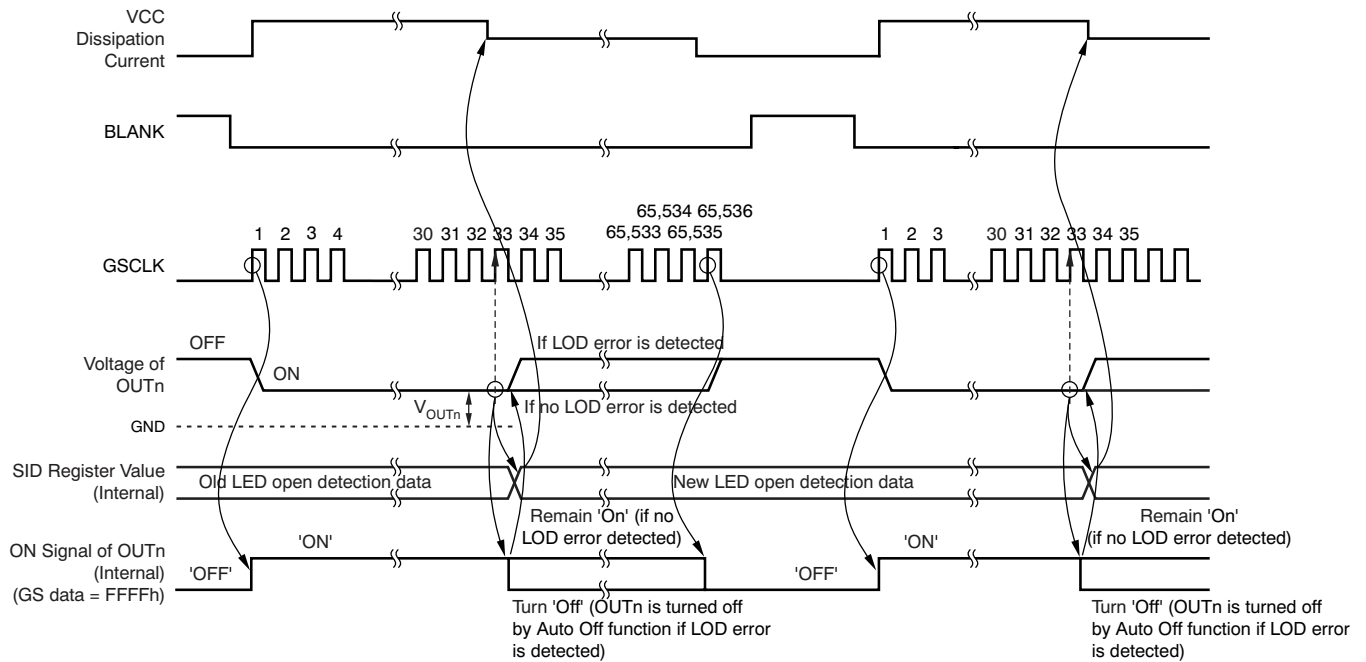 VCC
Dissipation
Current
BLANK
65,534 65,536
1 2 3 4 30 31 32 33 34 35 65,533 65,535 1 2 3 30 31 32 33 34 35
GSCLK
OFF
If LOD error is detected
Voltage of
OUTn
ON
VOUTn
If no LOD error is detected
GND
SID Register Value
(Internal)
Old LED open detection data
New LED open detection data
Remain 'On' (if no
LOD error detected)
Remain 'On'
(if no LOD error detected)
ON Signal of OUTn
(Internal)
(GS data = FFFFh)
'OFF'
'ON'
'OFF'
'ON'
Turn 'Off' (OUTn is turned off
by Auto Off function if LOD error
is detected)
Turn 'Off' (OUTn is turned off
by Auto Off function if LOD error
is detected)